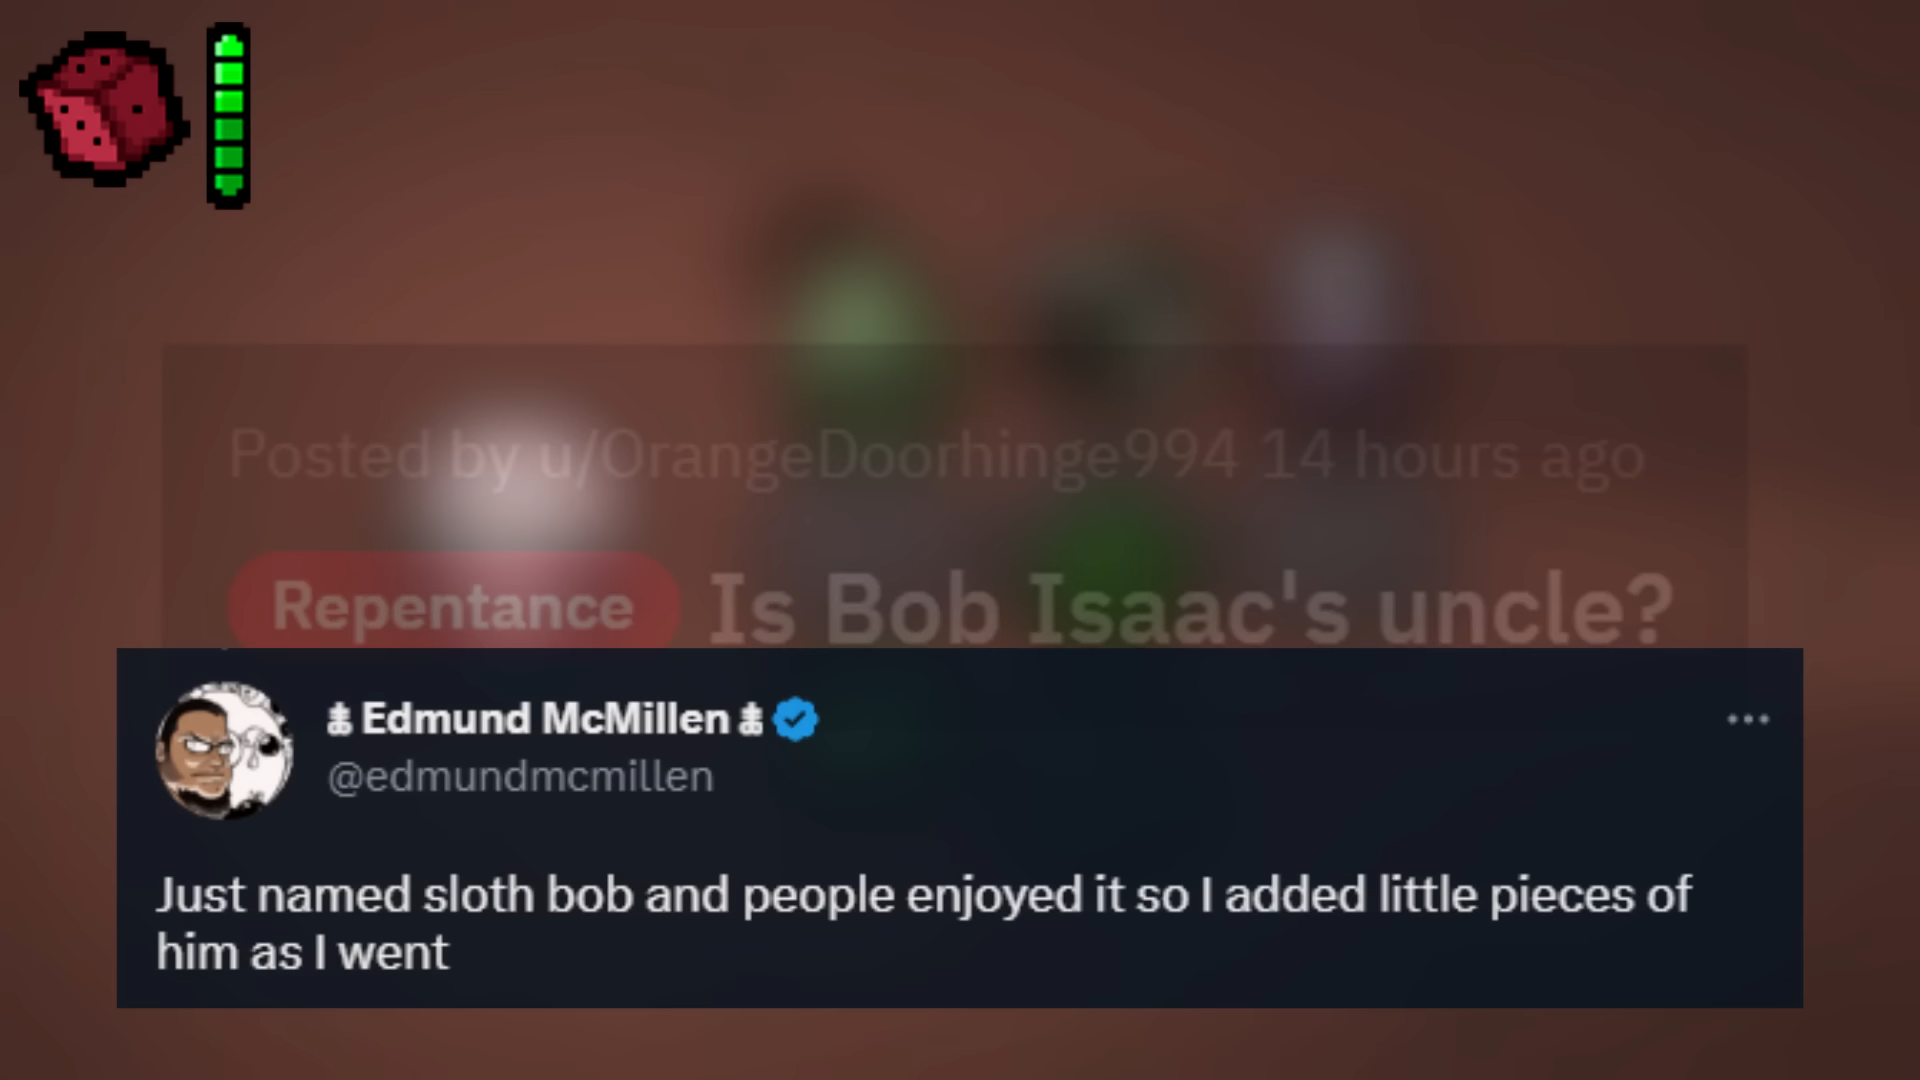 Posted by u/OrangeDoorhinge994 14 hours ago
Repentance Is Bob Isaac's uncle?
Edmund McMillen
@edmundmcmillen
Just named sloth bob and people enjoyed it so I added little pieces of
him as I went